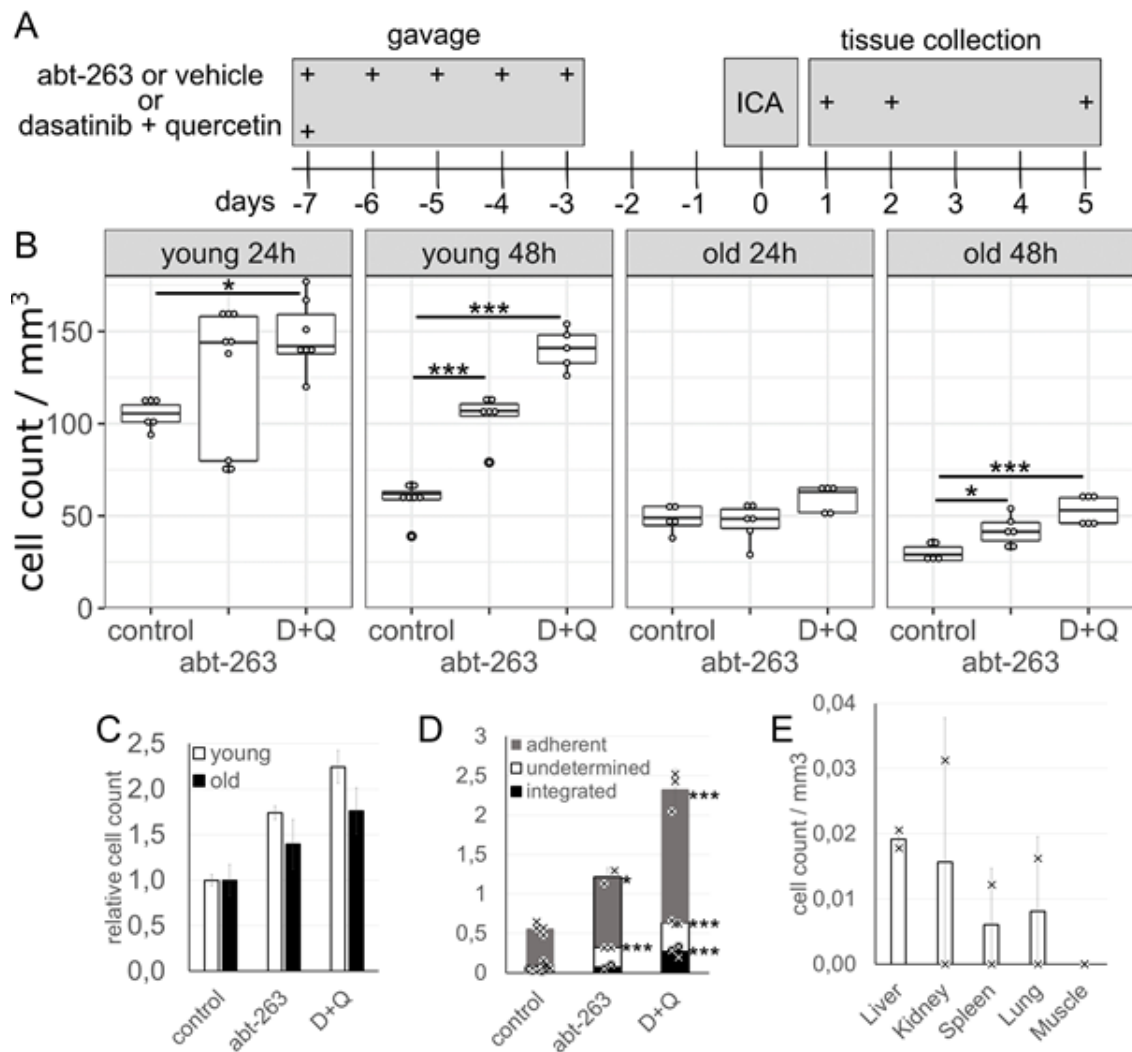 A
gavage
tissue collection
abt-263 or vehicle
or
dasatinib + quercetin
+ + + + +
+
ICA
+ + +
days -7 -6 -5 -4 -3 -2 -1 0 1 2 3 4 5
B
young 24h young 48h old 24h old 48h
cell count / mm³
150
100
50
0
* *** *** * ***
control D+Q control D+Q control D+Q control D+Q
abt-263 abt-263 abt-263 abt-263
C
relative cell count
2,5
2,0
1,5
1,0
0,5
0,0
young
old
control abt-263 D+Q
D
3
2,5
2
1,5
1
0,5
0
adherent
undetermined
integrated
* ***
*** *** ***
control abt-263 D+Q
E
cell count / mm3
0,04
0,03
0,02
0,01
0,00
Liver Kidney Spleen Lung Muscle